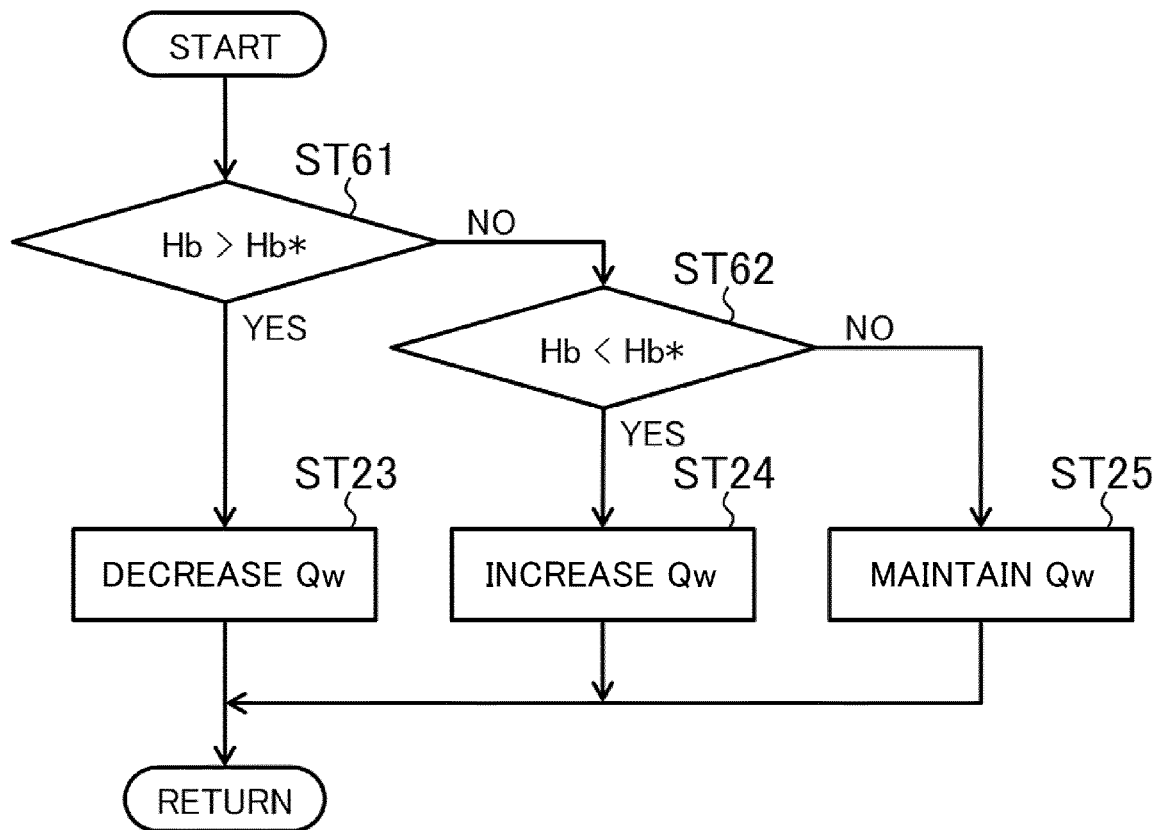 START
ST61
Hb > Hb*
NO
YES
ST62
Hb < Hb*
NO
YES
ST23
DECREASE Qw
ST24
INCREASE Qw
ST25
MAINTAIN Qw
RETURN